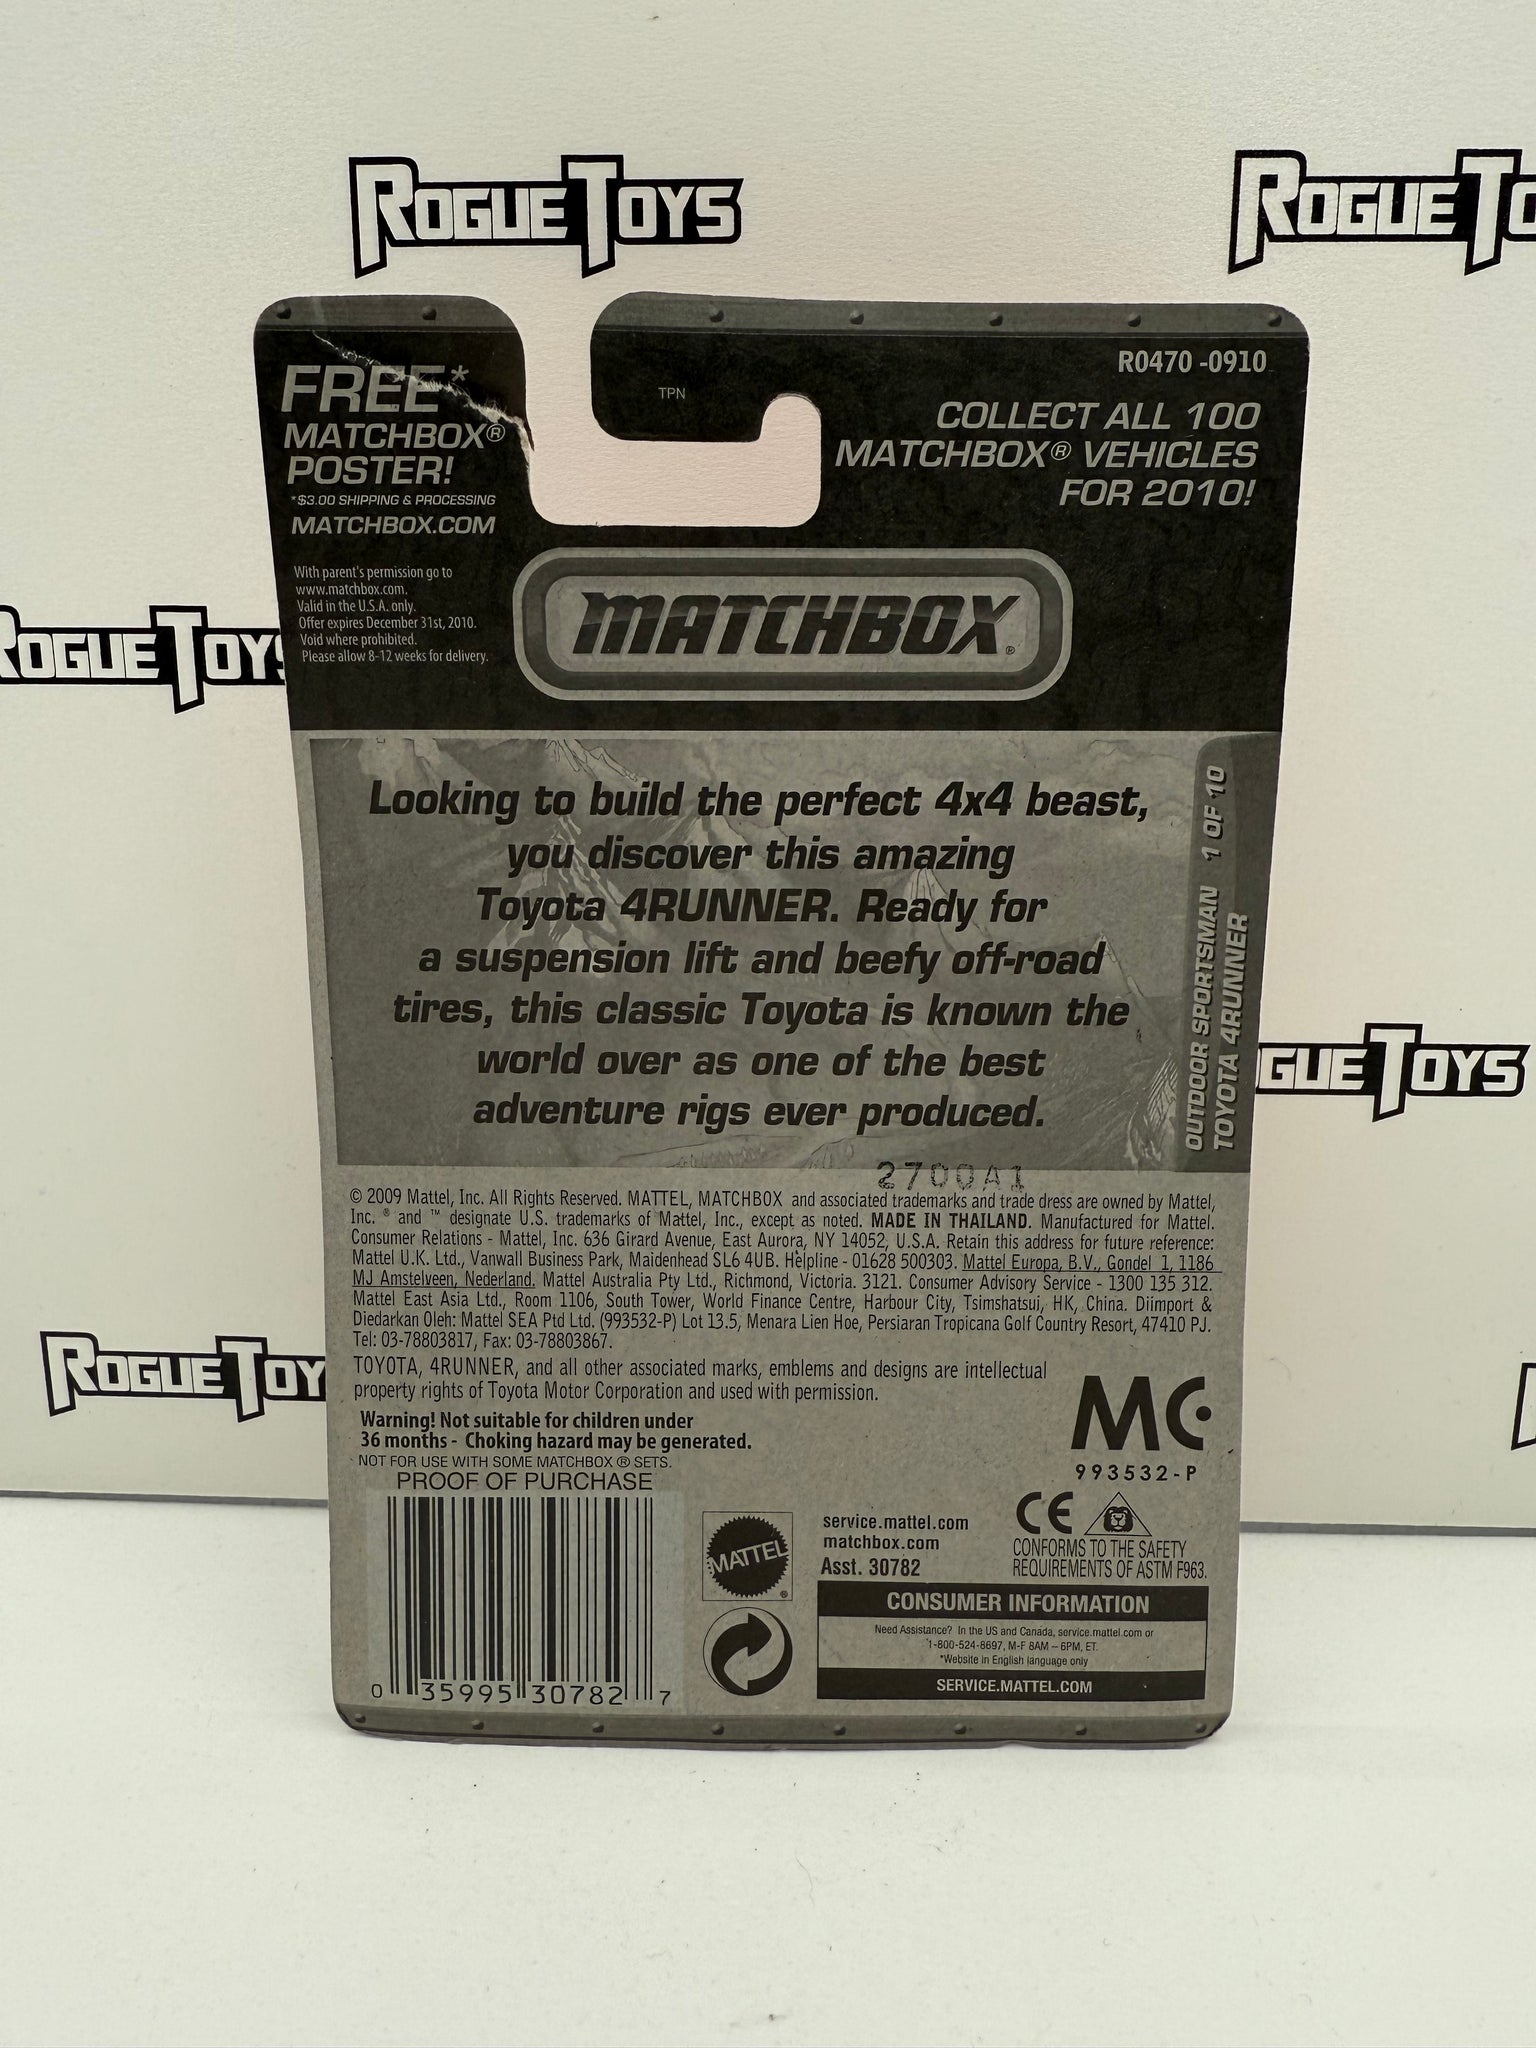 ROGUE TOYS
ROGUE TO
FREE*
MATCHBOX®
POSTER!
*$3.00 SHIPPING & PROCESSING
MATCHBOX.COM
With parent's permission go to
www.matchbox.com.
Valid in the U.S.A. only.
Offer expires December 31st, 2010.
Void where prohibited.
Please allow 8-12 weeks for delivery.
TPN
R0470 -0910
COLLECT ALL 100
MATCHBOX® VEHICLES
FOR 2010!
MATCHBOX®
ROGUE TOYS
Looking to build the perfect 4x4 beast,
you discover this amazing
Toyota 4RUNNER. Ready for
a suspension lift and beefy off-road
tires, this classic Toyota is known the
world over as one of the best
adventure rigs ever produced.
OUTDOOR SPORTSMAN 1 OF 10
TOYOTA 4RUNNER
GUE TOYS
2700A1
© 2009 Mattel, Inc. All Rights Reserved. MATTEL, MATCHBOX and associated trademarks and trade dress are owned by Mattel,
Inc. ® and ™ designate U.S. trademarks of Mattel, Inc., except as noted. MADE IN THAILAND. Manufactured for Mattel.
Consumer Relations - Mattel, Inc. 636 Girard Avenue, East Aurora, NY 14052, U.S.A. Retain this address for future reference:
Mattel U.K. Ltd., Vanwall Business Park, Maidenhead SL6 4UB. Helpline - 01628 500303. Mattel Europa, B.V., Gondel 1, 1186
MJ Amstelveen, Nederland. Mattel Australia Pty Ltd., Richmond, Victoria. 3121. Consumer Advisory Service - 1300 135 312.
Mattel East Asia Ltd., Room 1106, South Tower, World Finance Centre, Harbour City, Tsimshatsui, HK, China. Diimport &
Diedarkan Oleh: Mattel SEA Ptd Ltd. (993532-P) Lot 13.5, Menara Lien Hoe, Persiaran Tropicana Golf Country Resort, 47410 PJ.
Tel: 03-78803817, Fax: 03-78803867.
TOYOTA, 4RUNNER, and all other associated marks, emblems and designs are intellectual
property rights of Toyota Motor Corporation and used with permission.
Warning! Not suitable for children under
36 months - Choking hazard may be generated.
NOT FOR USE WITH SOME MATCHBOX ® SETS.
PROOF OF PURCHASE
0 35995 30782 7
ROGUE TOY
MATTEL ®
MC
993532-P
service.mattel.com
matchbox.com
Asst. 30782
CE
CONFORMS TO THE SAFETY
REQUIREMENTS OF ASTM F963.
CONSUMER INFORMATION
Need Assistance? In the US and Canada, service.mattel.com or
1-800-524-8697, M-F 8AM – 6PM, ET.
*Website in English language only
SERVICE.MATTEL.COM